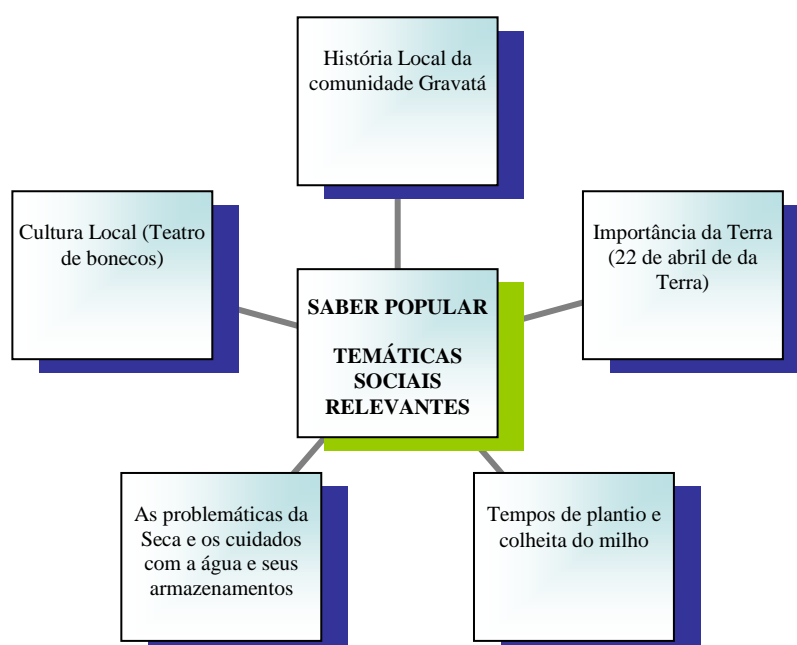 História Local da
comunidade Gravatá
Cultura Local (Teatro
de bonecos)
Importância da Terra
(22 de abril de da
Terra)
SABER POPULAR
TEMÁTICAS
SOCIAIS
RELEVANTES
As problemáticas da
Seca e os cuidados
com a água e seus
armazenamentos
Tempos de plantio e
colheita do milho